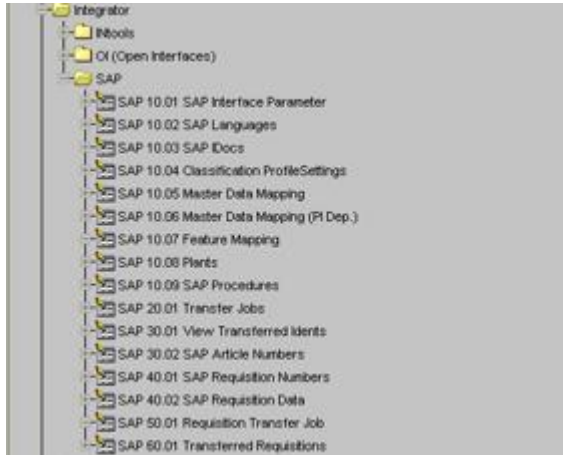 Integrator
INtools
OI (Open Interfaces)
SAP
SAP 10.01 SAP Interface Parameter
SAP 10.02 SAP Languages
SAP 10.03 SAP IDocs
SAP 10.04 Classification ProfileSettings
SAP 10.05 Master Data Mapping
SAP 10.06 Master Data Mapping (PI Dep.)
SAP 10.07 Feature Mapping
SAP 10.08 Plants
SAP 10.09 SAP Procedures
SAP 20.01 Transfer Jobs
SAP 30.01 View Transferred Idents
SAP 30.02 SAP Article Numbers
SAP 40.01 SAP Requisition Numbers
SAP 40.02 SAP Requisition Data
SAP 50.01 Requisition Transfer Job
SAP 60.01 Transferred Requisitions